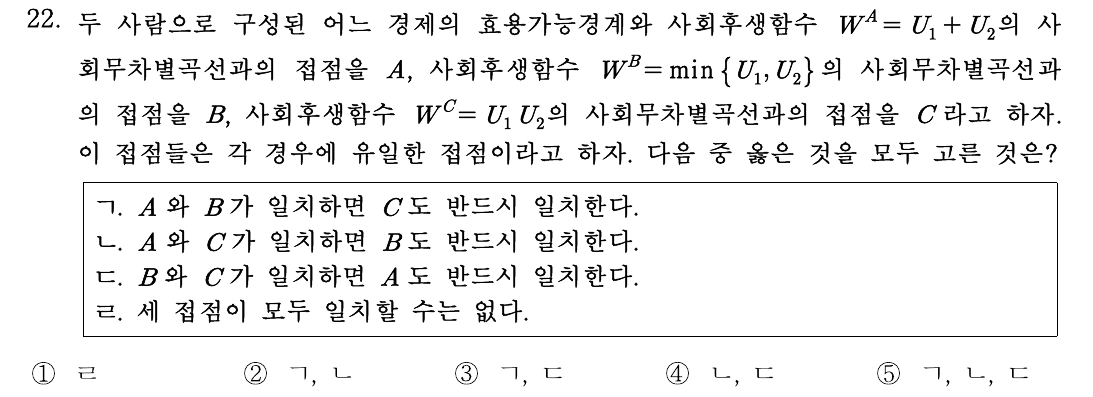 22. 두 사람으로 구성된 어느 경제의 효용가능경계와 사회후생함수 W^A = U₁ + U₂의 사
회무차별곡선과의 접점을 A, 사회후생함수 W^B = min {U₁, U₂}의 사회무차별곡선과
의 접점을 B, 사회후생함수 W^C = U₁ U₂의 사회무차별곡선과의 접점을 C라고 하자.
이 접점들은 각 경우에 유일한 접점이라고 하자. 다음 중 옳은 것을 모두 고른 것은?
ㄱ. A와 B가 일치하면 C도 반드시 일치한다.
ㄴ. A와 C가 일치하면 B도 반드시 일치한다.
ㄷ. B와 C가 일치하면 A도 반드시 일치한다.
ㄹ. 세 접점이 모두 일치할 수는 없다.
① ㄹ ② ㄱ, ㄴ ③ ㄱ, ㄷ ④ ㄴ, ㄷ ⑤ ㄱ, ㄴ, ㄷ